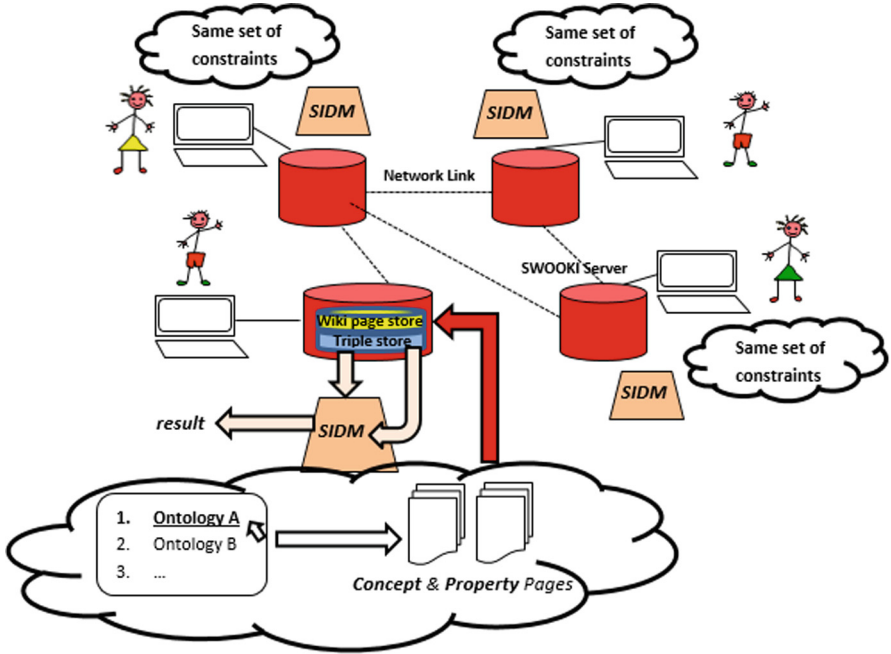 Same set of
constraints
Same set of
constraints
SIDM
SIDM
Network Link
SWOOKI Server
Wiki page store
Triple store
Same set of
constraints
SIDM
result
SIDM
1. Ontology A
2. Ontology B
3. ...
Concept & Property Pages